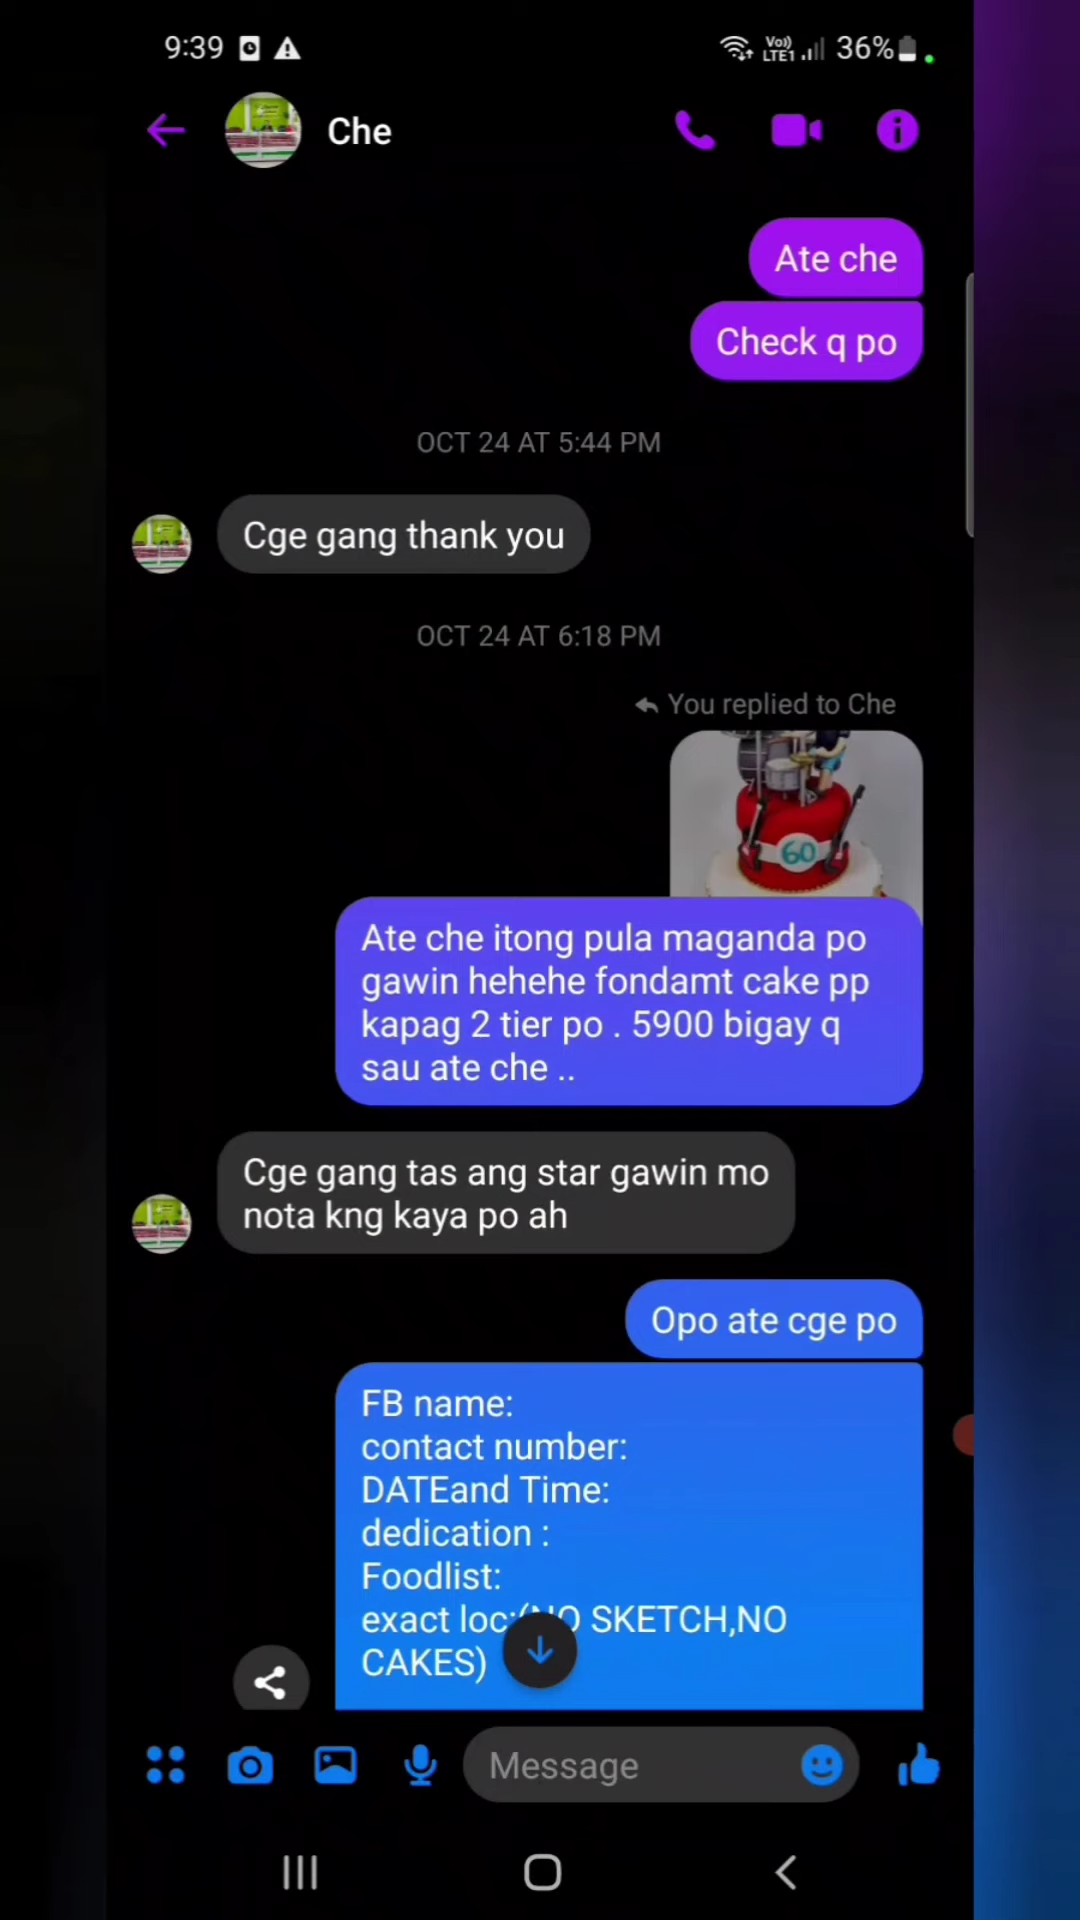 9:39
Vo))
LTE1
36%
Che
Ate che
Check q po
OCT 24 AT 5:44 PM
Cge gang thank you
OCT 24 AT 6:18 PM
You replied to Che
60
Ate che itong pula maganda po
gawin hehehe fondamt cake pp
kapag 2 tier po . 5900 bigay q
sau ate che ..
Cge gang tas ang star gawin mo
nota kng kaya po ah
Opo ate cge po
FB name:
contact number:
DATEand Time:
dedication :
Foodlist:
exact loc:(NO SKETCH,NO
CAKES)
Message